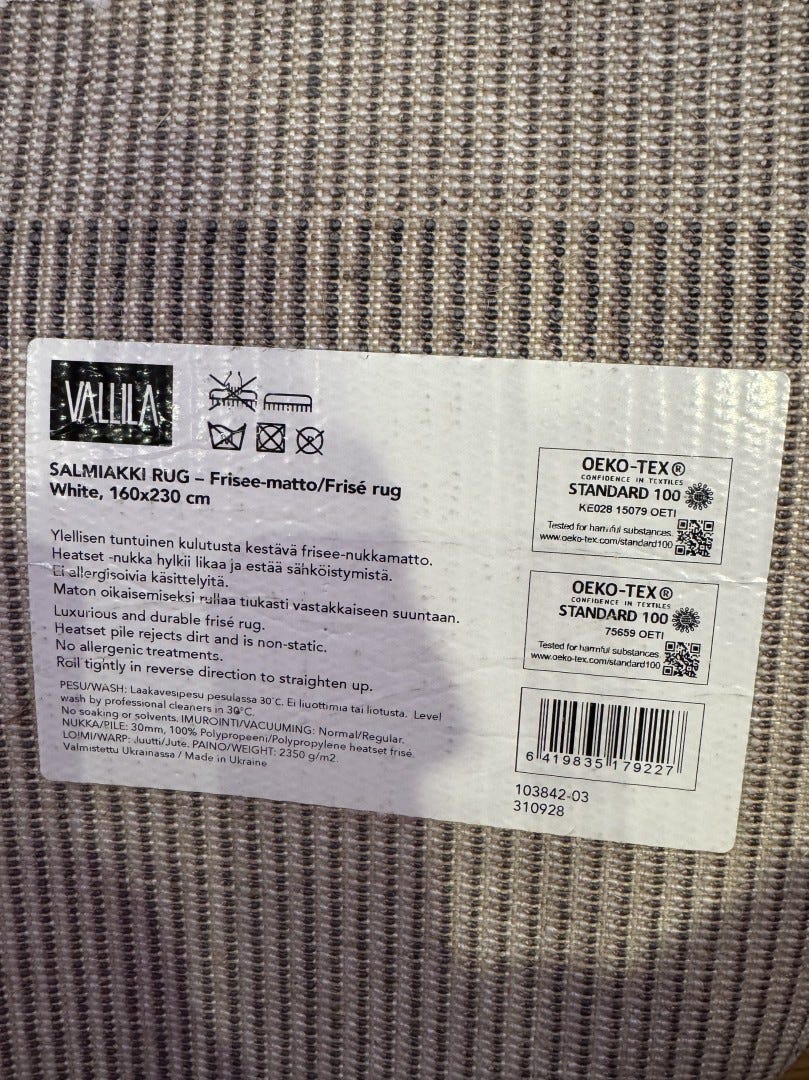 VALLILA
SALMIAKKI RUG – Frisee-matto/Frisé rug
White, 160x230 cm
Ylellisen tuntuinen kulutusta kestävä frisee-nukkamatto.
Heatset -nukka hylkii likaa ja estää sähköistymistä.
Ei allergisoivia käsittelyitä.
Maton oikaisemiseksi rullaa tiukasti vastakkaiseen suuntaan.
Luxurious and durable frisé rug.
Heatset pile rejects dirt and is non-static.
No allergenic treatments.
Roll tightly in reverse direction to straighten up.
PESU/WASH: Laakavesipesu pesulassa 30°C. Ei liuottimia tai liotusta. Level
wash by professional cleaners in 30°C.
No soaking or solvents. IMUROINTI/VACUUMING: Normal/Regular.
NUKKA/PILE: 30mm, 100% Polypropeeni/Polypropylene heatset frisé.
LOIMI/WARP: Juutti/Jute. PAINO/WEIGHT: 2350 g/m2.
Valmistettu Ukrainassa / Made in Ukraine
OEKO-TEX®
CONFIDENCE IN TEXTILES
STANDARD 100
KE028 15079 OETI
Tested for harmful substances.
www.oeko-tex.com/standard100
OEKO-TEX®
CONFIDENCE IN TEXTILES
STANDARD 100
75659 OETI
Tested for harmful substances.
www.oeko-tex.com/standard100
6 419835 179227
103842-03
310928